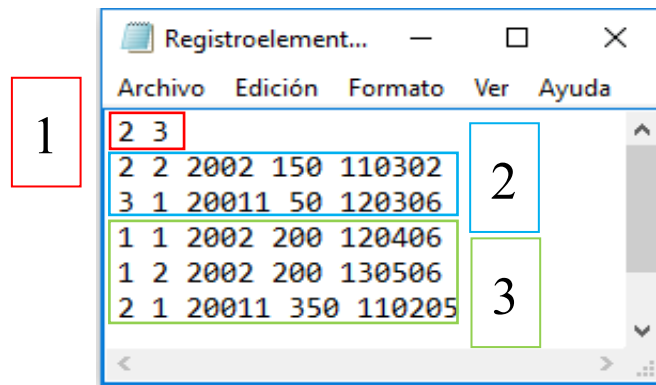 Registroelement...
Archivo Edición Formato Ver Ayuda
1
2 3
2 2 2002 150 110302
3 1 20011 50 120306
2
1 1 2002 200 120406
1 2 2002 200 130506
2 1 20011 350 110205
3